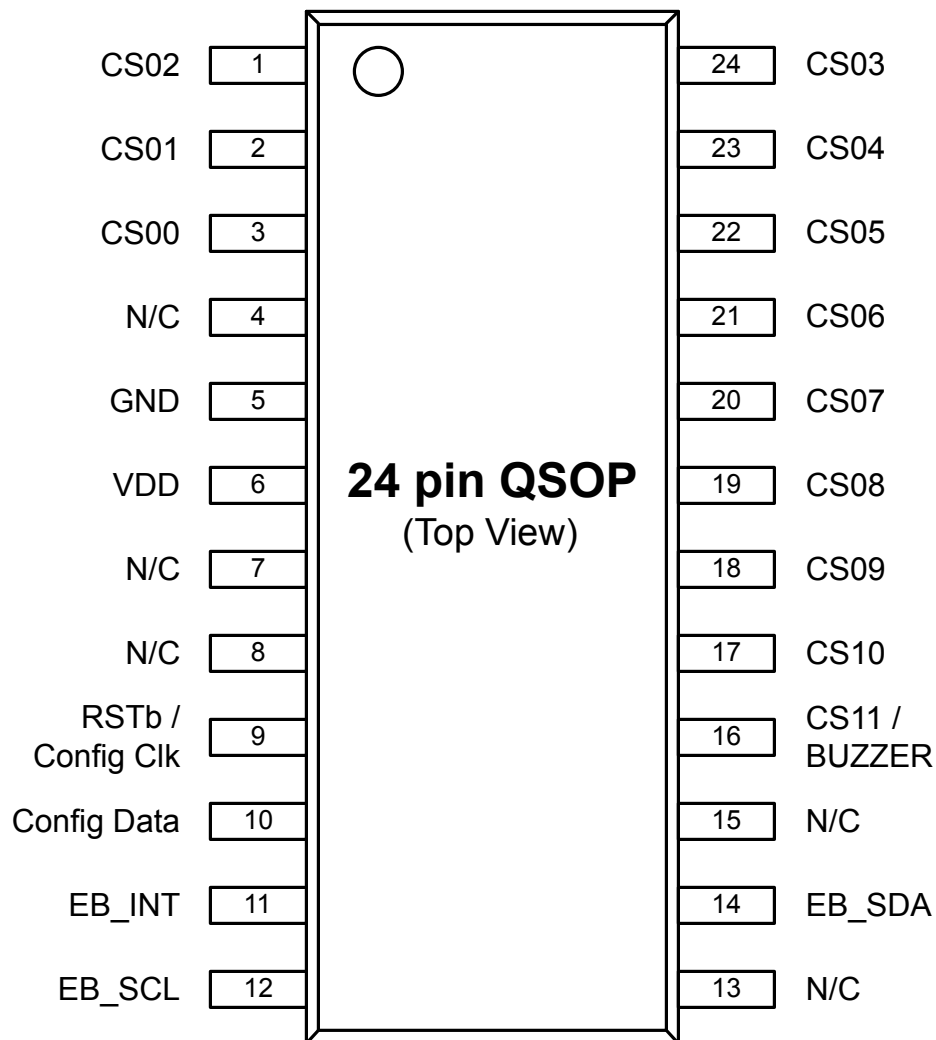 CS02 1 24 CS03
CS01 2 23 CS04
CS00 3 22 CS05
N/C 4 21 CS06
GND 5 20 CS07
VDD 6 19 CS08
24 pin QSOP
(Top View)
N/C 7 18 CS09
N/C 8 17 CS10
RSTb /
Config Clk
9 16
CS11 /
BUZZER
Config Data 10 15 N/C
EB_INT 11 14 EB_SDA
EB_SCL 12 13 N/C